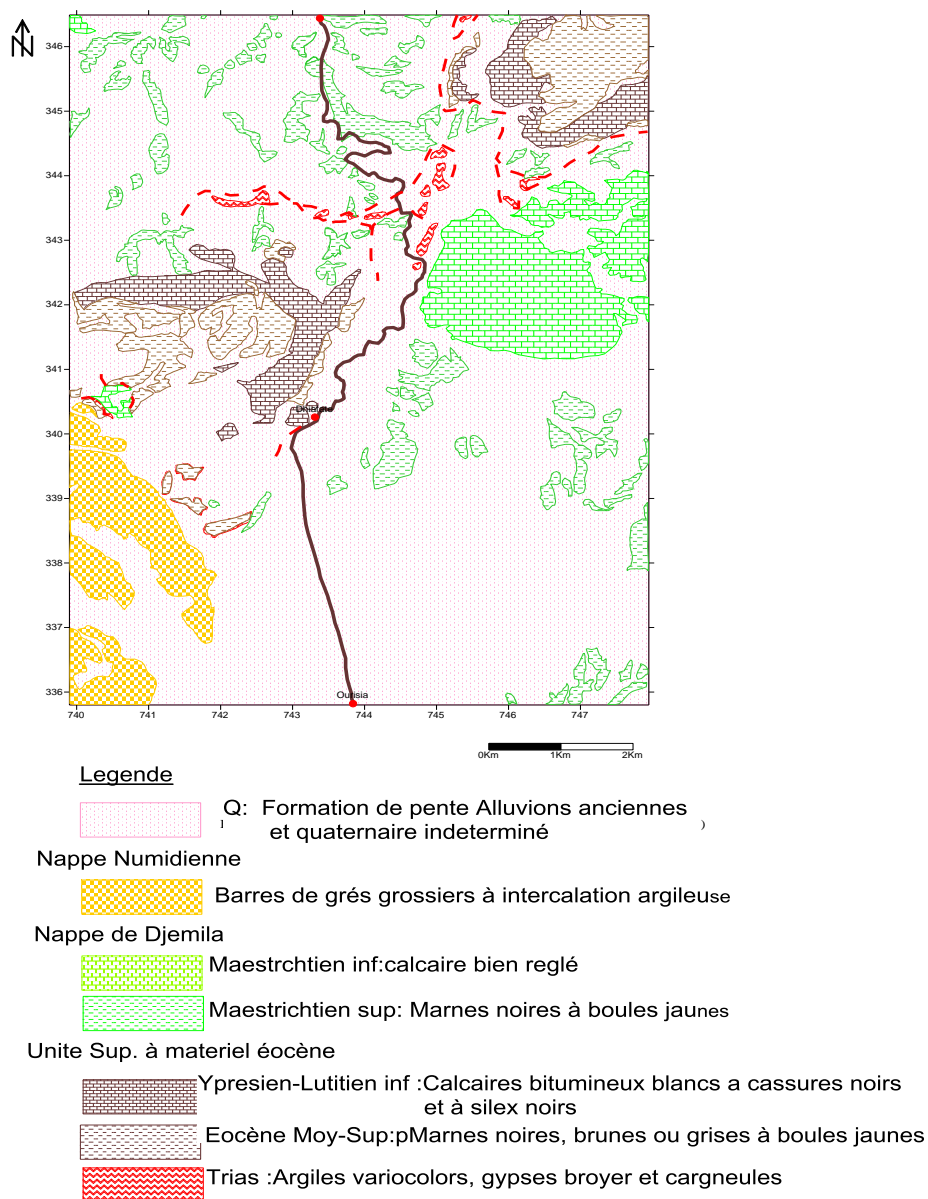 N
346
345
344
343
342
341
340
339
338
337
336
740 741 742 743 744 745 746 747
Ourisia
0Km 1Km 2Km
Legende
Q: Formation de pente Alluvions anciennes
et quaternaire indeterminé
)
Nappe Numidienne
Barres de grés grossiers à intercalation argileuse
Nappe de Djemila
Maestrchtien inf:calcaire bien reglé
Maestrichtien sup: Marnes noires à boules jaunes
Unite Sup. à materiel éocène
Ypresien-Lutitien inf :Calcaires bitumineux blancs a cassures noirs
et à silex noirs
Eocène Moy-Sup:pMarnes noires, brunes ou grises à boules jaunes
Trias :Argiles variocolors, gypses broyer et cargneules